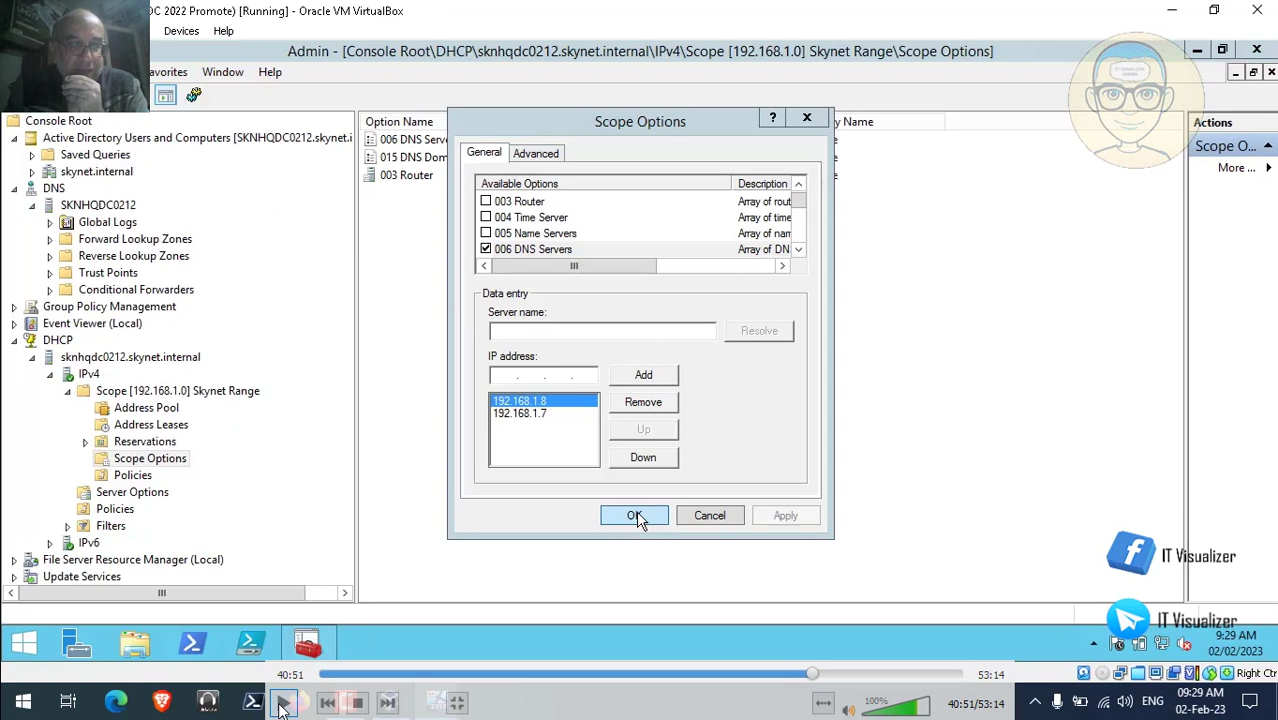 DC 2022 Promote) [Running] - Oracle VM VirtualBox
Devices Help
Admin - [Console Root\DHCP\sknhqdc0212.skynet.internal\IPv4\Scope [192.168.1.0] Skynet Range\Scope Options]
avorites Window Help
Console Root
Active Directory Users and Computers [SKNHQDC0212.skynet.i
Saved Queries
skynet.internal
DNS
SKNHQDC0212
Global Logs
Forward Lookup Zones
Reverse Lookup Zones
Trust Points
Conditional Forwarders
Group Policy Management
Event Viewer (Local)
DHCP
sknhqdc0212.skynet.internal
IPv4
Scope [192.168.1.0] Skynet Range
Address Pool
Address Leases
Reservations
Scope Options
Policies
Server Options
Policies
Filters
IPv6
File Server Resource Manager (Local)
Update Services
Option Name
006 DNS Serve
015 DNS Dom
003 Router
y Name
Scope Options
General Advanced
Available Options Description
003 Router Array of rout
004 Time Server Array of time
005 Name Servers Array of nam
006 DNS Servers Array of DN
Data entry
Server name:
Resolve
IP address:
Add
192.168.1.8
192.168.1.7
Remove
Up
Down
OK Cancel Apply
Actions
Scope O...
More ...
IT VISUALIZER
IT Visualizer
IT Visualizer
9:29 AM
02/02/2023
40:51 53:14
Right Ctr
100%
40:51/53:14
ENG
09:29 AM
02-Feb-23